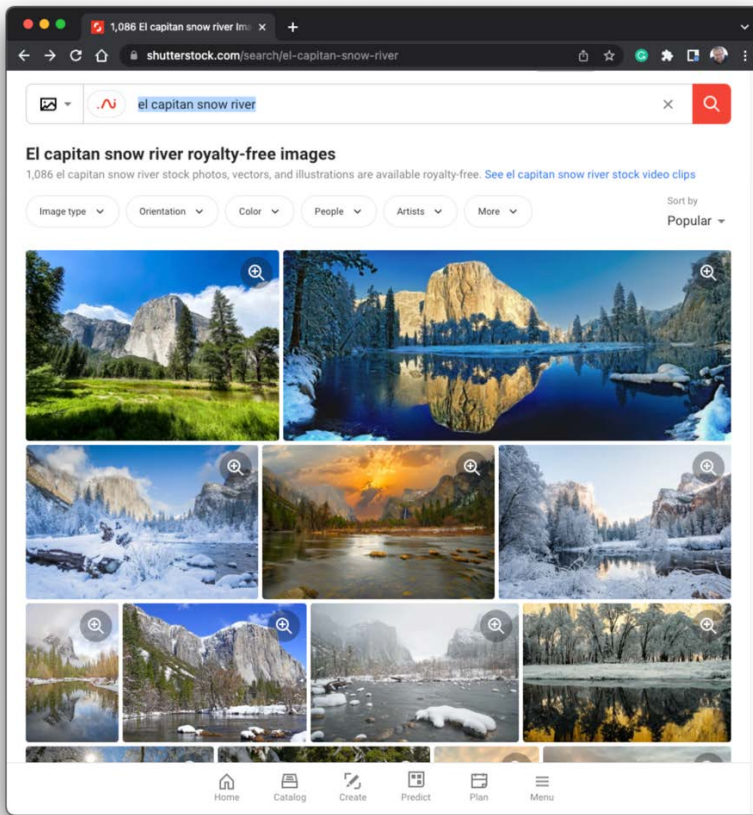 1,086 El capitan snow river Ima
shutterstock.com/search/el-capitan-snow-river
el capitan snow river
El capitan snow river royalty-free images
1,086 el capitan snow river stock photos, vectors, and illustrations are available royalty-free. See el capitan snow river stock video clips
Image type Orientation Color People Artists More
Sort by
Popular
Home Catalog Create Predict Plan Menu